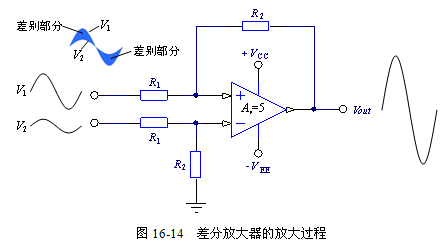 差别部分 V1
V2 差别部分
R2
+VCC
V1 R1
+ Av=5 Vout
V2 R1
−
R2
-VEE
图 16-14 差分放大器的放大过程